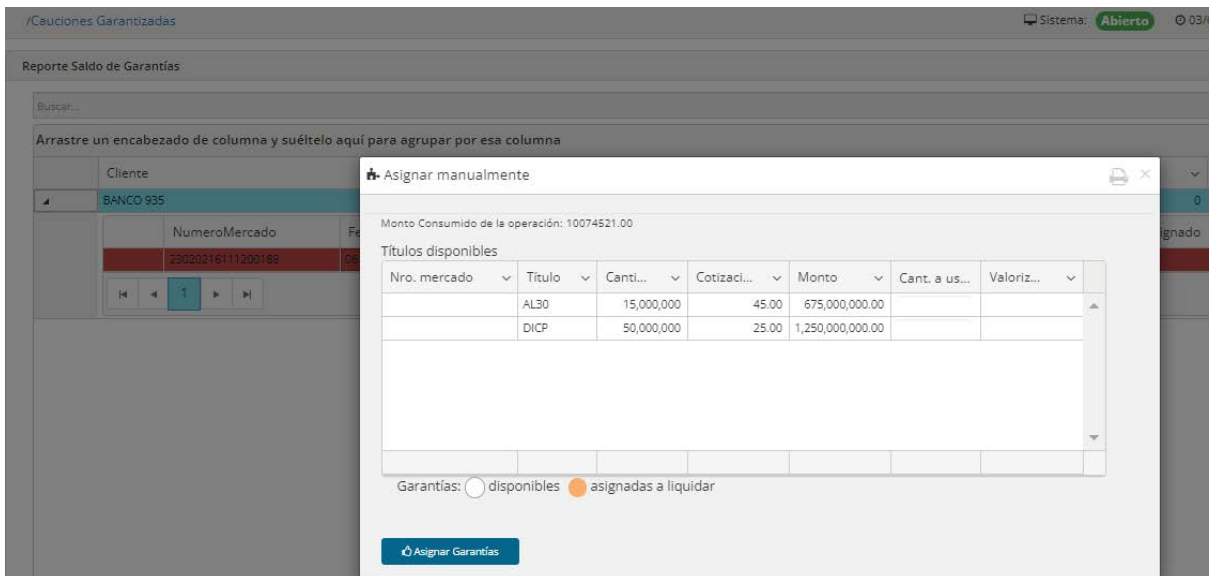 /Cauciones Garantizadas
Sistema: Abierto
Reporte Saldo de Garantías
Buscar...
Arrastre un encabezado de columna y suéltelo aquí para agrupar por esa columna
Cliente
BANCO 935 0
NumeroMercado
23020216111200188
1
Asignar manualmente
Monto Consumido de la operación: 10074521.00
Títulos disponibles
Nro. mercado Título Canti... Cotizaci... Monto Cant. a us... Valoriz...
AL30 15,000,000 45.00 675,000,000.00
DICP 50,000,000 25.00 1,250,000,000.00
Garantías: disponibles asignadas a liquidar
Asignar Garantías